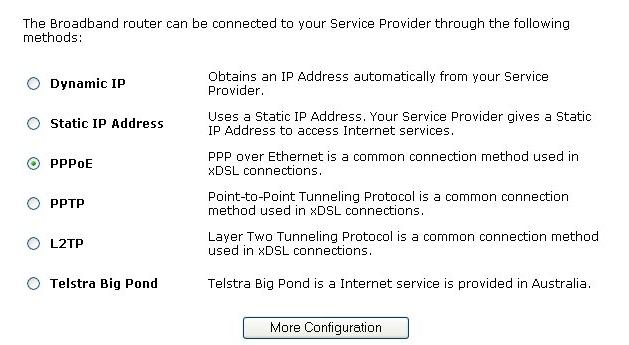 The Broadband router can be connected to your Service Provider through the following
methods:
Dynamic IP
Obtains an IP Address automatically from your Service
Provider.
Static IP Address
Uses a Static IP Address. Your Service Provider gives a Static
IP Address to access Internet services.
PPPoE
PPP over Ethernet is a common connection method used in
xDSL connections.
PPTP
Point-to-Point Tunneling Protocol is a common connection
method used in xDSL connections.
L2TP
Layer Two Tunneling Protocol is a common connection method
used in xDSL connections.
Telstra Big Pond
Telstra Big Pond is a Internet service is provided in Australia.
More Configuration